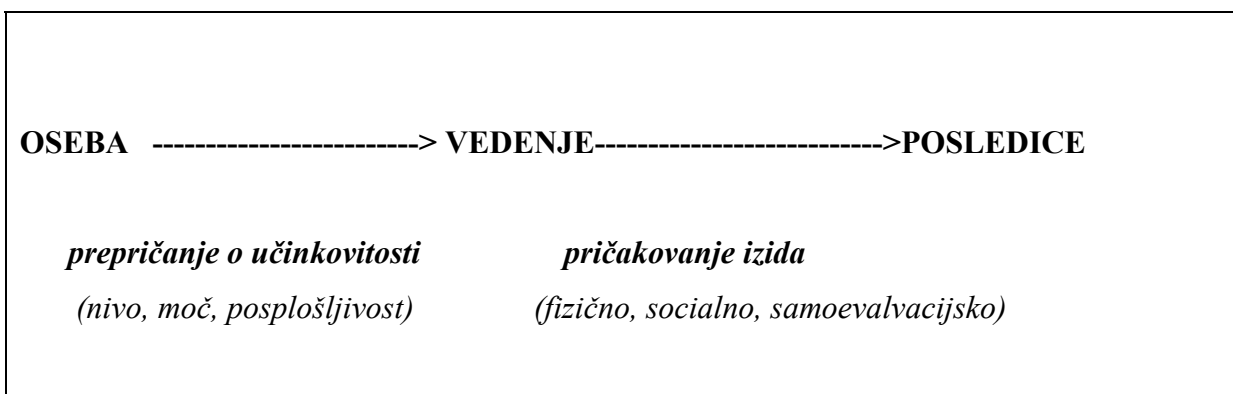 OSEBA -------------------------> VEDENJE--------------------------->POSLEDICE
prepričanje o učinkovitosti pričakovanje izida
(nivo, moč, posplošljivost) (fizično, socialno, samoevalvacijsko)